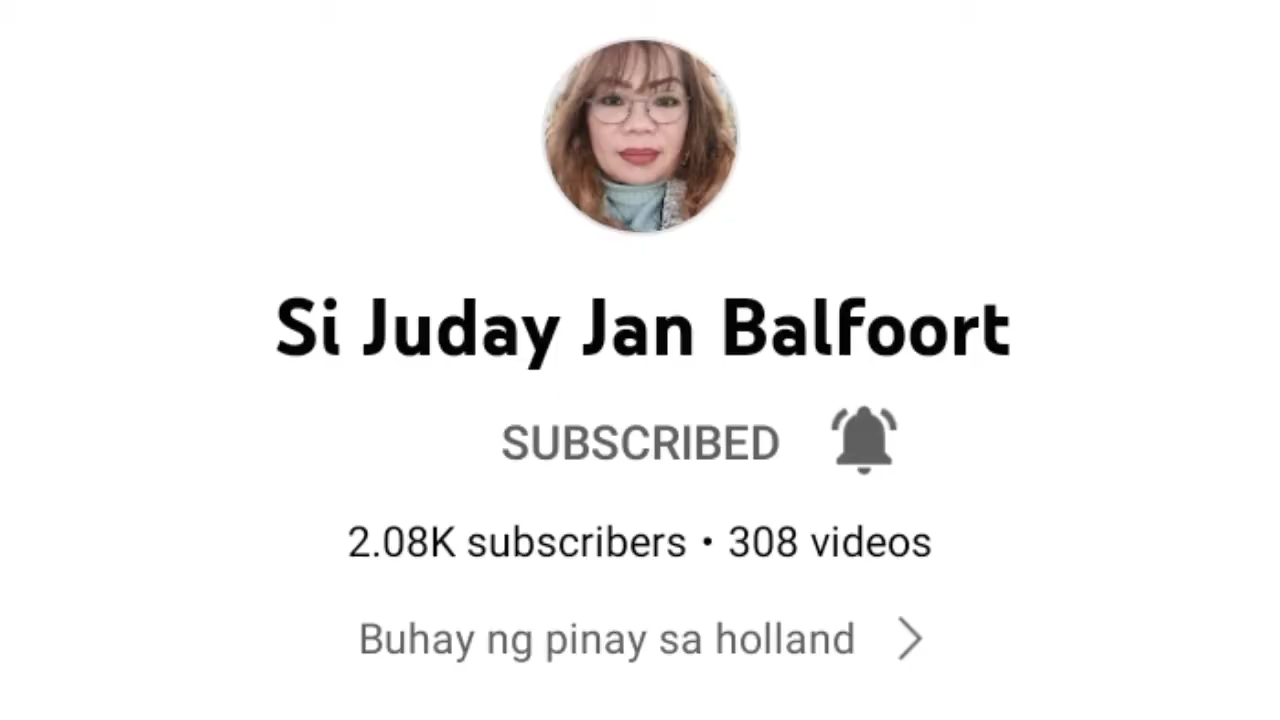 Si Juday Jan Balfoort
SUBSCRIBED
2.08K subscribers • 308 videos
Buhay ng pinay sa holland